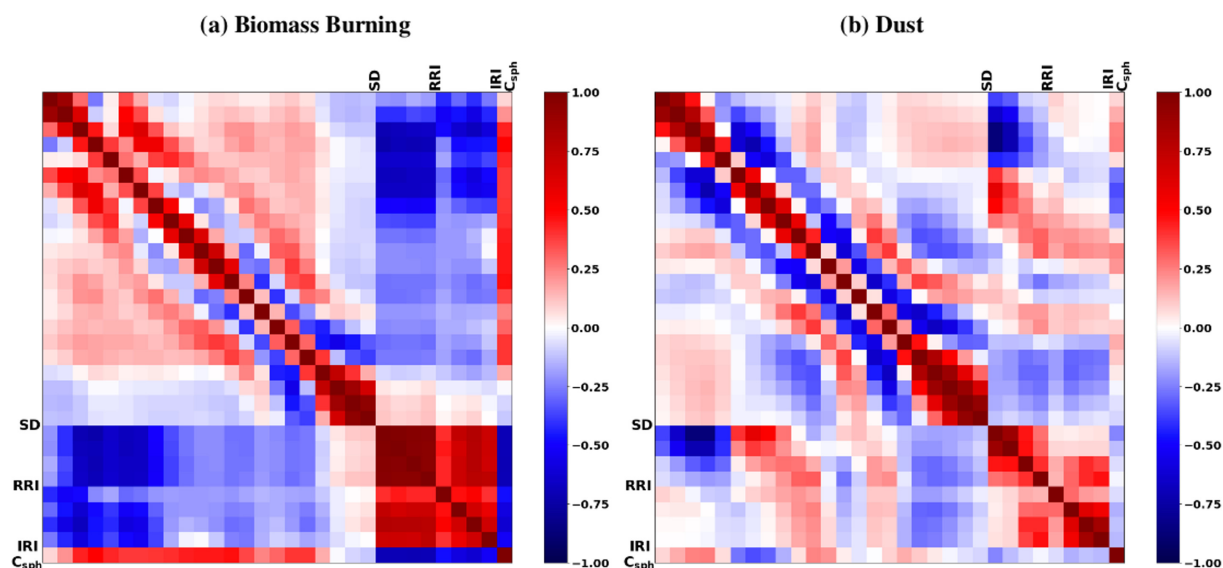 (a) Biomass Burning
(b) Dust
SD
RRI
IRI
Csph
SD
RRI
IRI
Csph
1.00
0.75
0.50
0.25
0.00
−0.25
−0.50
−0.75
−1.00
SD
RRI
IRI
Csph
SD
RRI
IRI
Csph
1.00
0.75
0.50
0.25
0.00
−0.25
−0.50
−0.75
−1.00